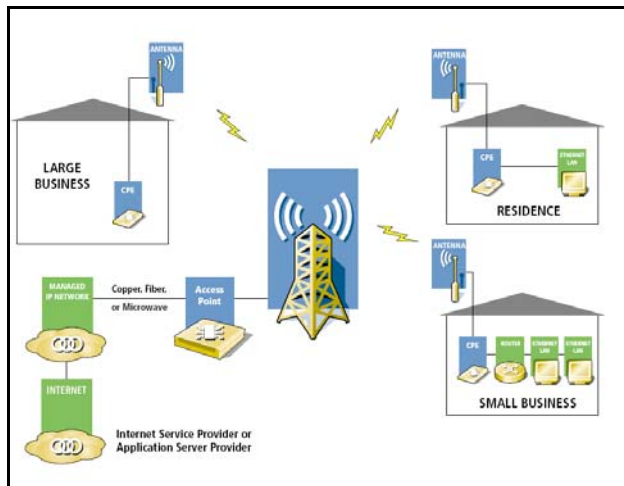 ANTENNA
LARGE
BUSINESS
CPE
ANTENNA
CPE
ETHERNET
LAN
RESIDENCE
MANAGED
IP NETWORK
Copper, Fiber,
or Microwave
Access
Point
ANTENNA
CPE
ROUTER
ETHERNET
LAN
ETHERNET
LAN
SMALL BUSINESS
INTERNET
Internet Service Provider or
Application Server Provider